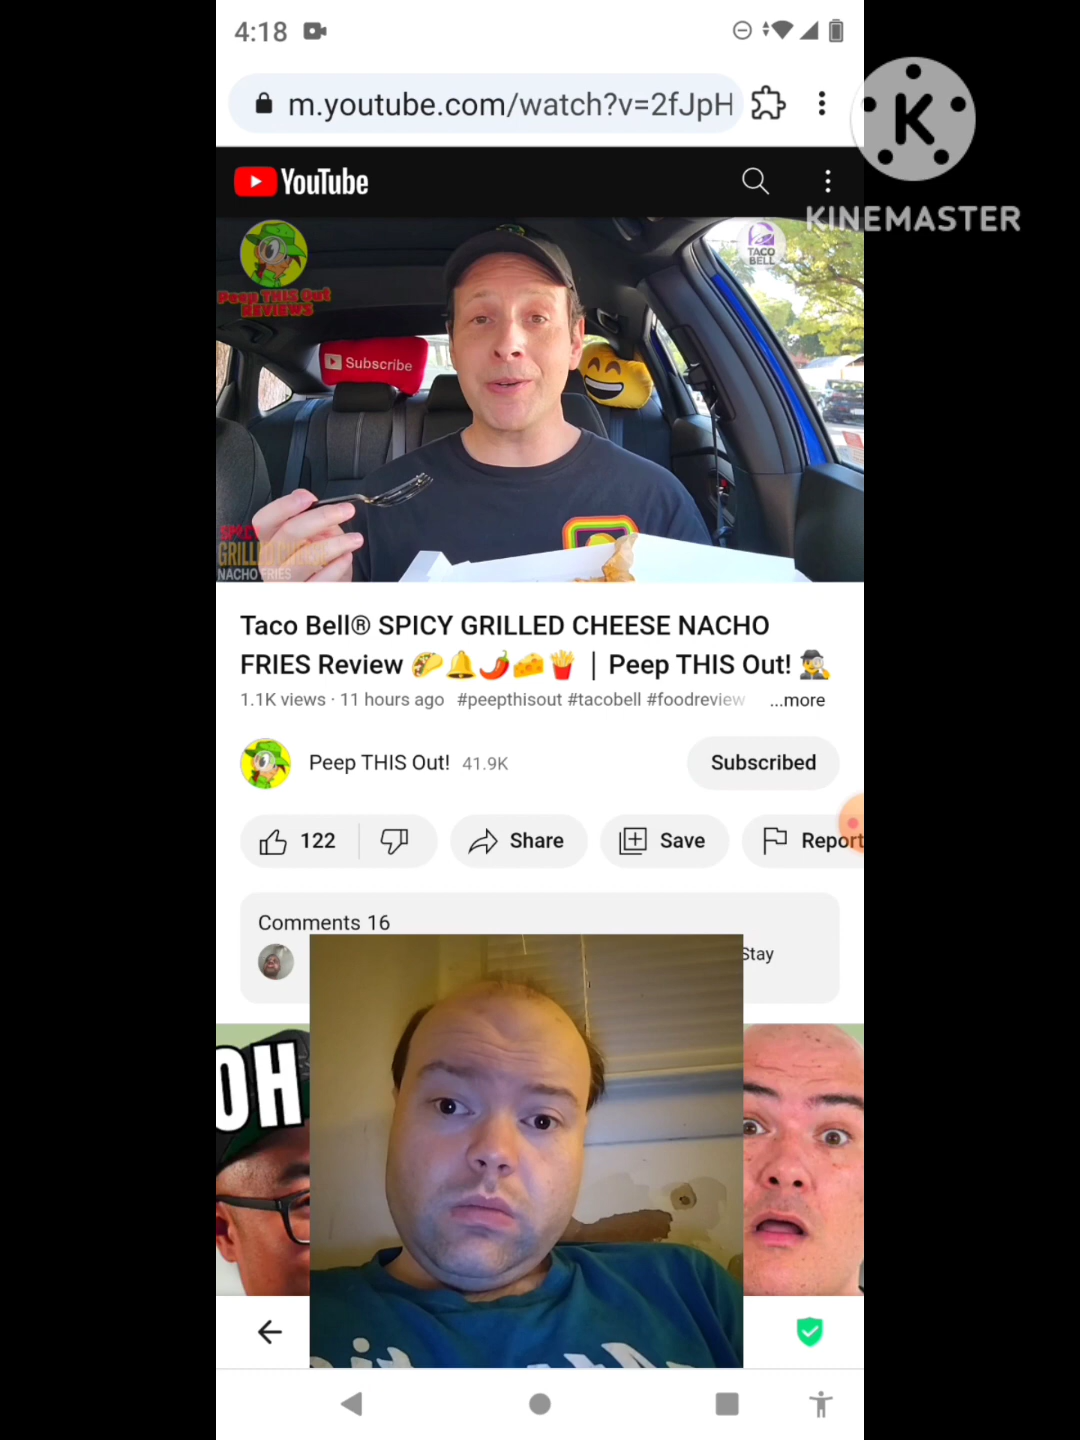 4:18
m.youtube.com/watch?v=2fJpH
K
KINEMASTER
YouTube
Peep THIS Out
REVIEWS
TACO
BELL
Subscribe
SPICY
GRILLED CHEESE
NACHO FRIES
Taco Bell® SPICY GRILLED CHEESE NACHO
FRIES Review 🌮🔔🌶️🧀🍟 | Peep THIS Out! 🕵️
1.1K views · 11 hours ago #peepthisout #tacobell #foodreview ...more
Peep THIS Out! 41.9K Subscribed
122 Share Save Report
Comments 16
Stay
OH